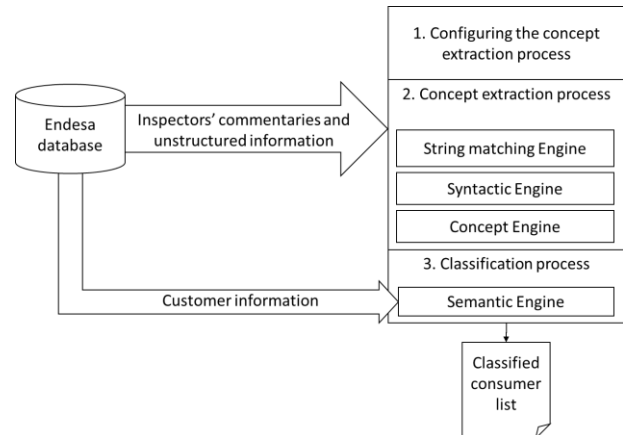 1. Configuring the concept
extraction process
2. Concept extraction process
Endesa
database
Inspectors' commentaries and
unstructured information
String matching Engine
Syntactic Engine
Concept Engine
3. Classification process
Customer information
Semantic Engine
Classified
consumer
list